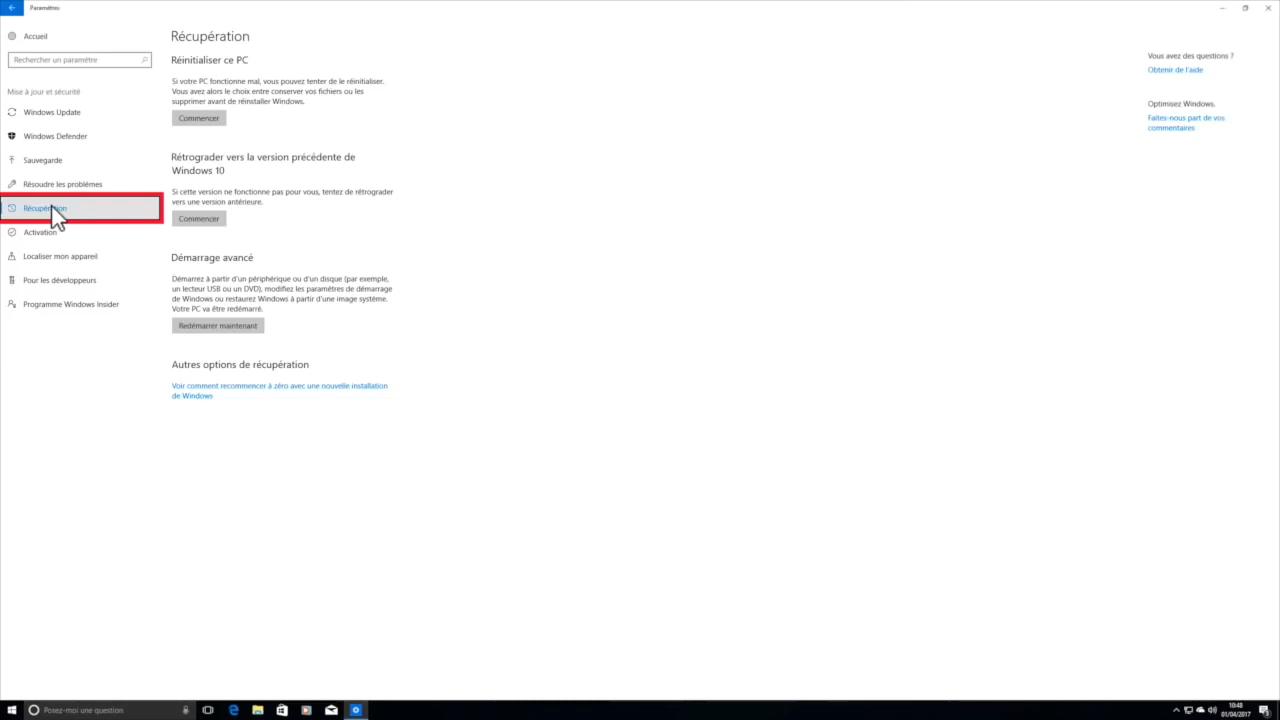 Paramètres
Accueil
Rechercher un paramètre
Mise à jour et sécurité
Windows Update
Windows Defender
Sauvegarde
Résoudre les problèmes
Récupération
Activation
Localiser mon appareil
Pour les développeurs
Programme Windows Insider
Récupération
Réinitialiser ce PC
Si votre PC fonctionne mal, vous pouvez tenter de le réinitialiser.
Vous avez alors le choix entre conserver vos fichiers ou les
supprimer avant de réinstaller Windows.
Commencer
Rétrograder vers la version précédente de
Windows 10
Si cette version ne fonctionne pas pour vous, tentez de rétrograder
vers une version antérieure.
Commencer
Démarrage avancé
Démarrez à partir d'un périphérique ou d'un disque (par exemple,
un lecteur USB ou un DVD), modifiez les paramètres de démarrage
de Windows ou restaurez Windows à partir d'une image système.
Votre PC va être redémarré.
Redémarrer maintenant
Autres options de récupération
Voir comment recommencer à zéro avec une nouvelle installation
de Windows
Vous avez des questions ?
Obtenir de l'aide
Optimisez Windows.
Faites-nous part de vos
commentaires
Posez-moi une question
10:48
01/04/2017